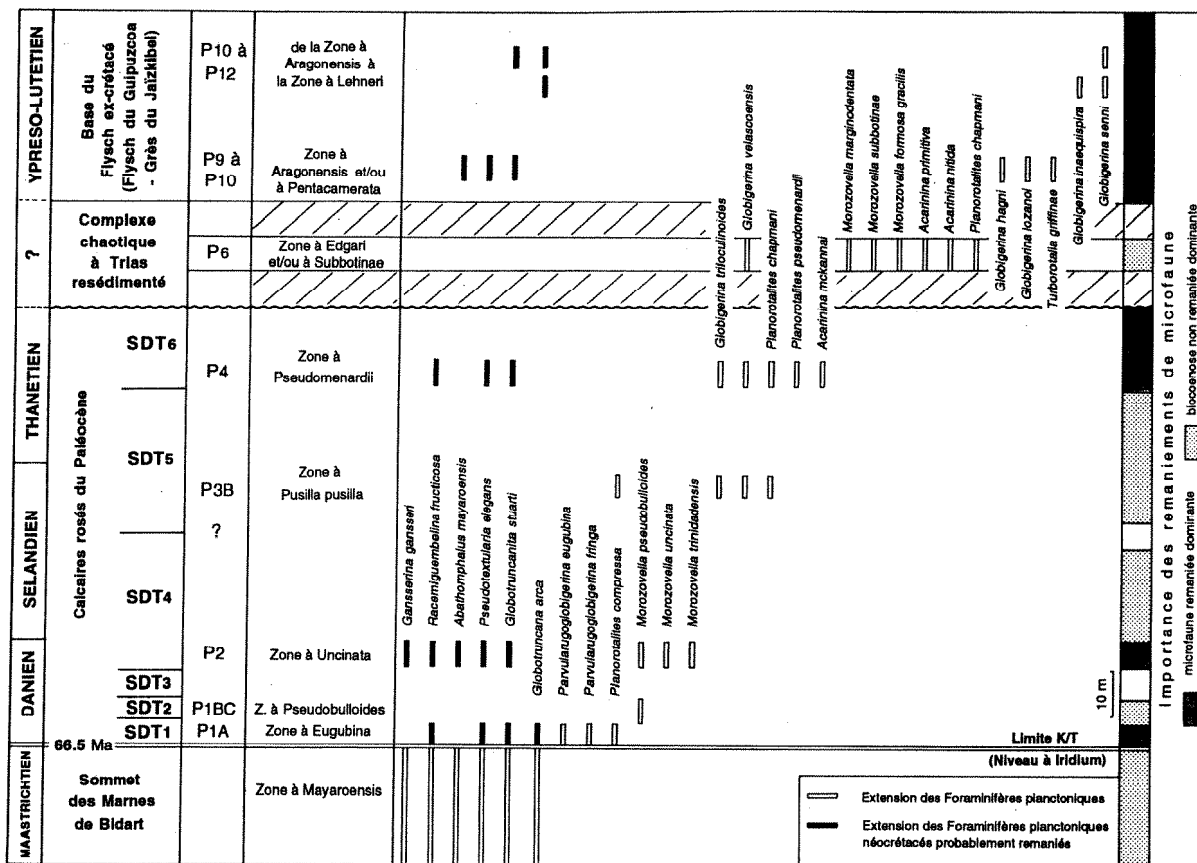 YPRESO-LUTETIEN
Base du
Flysch ex-crétacé
(Flysch du Guipuzcoa
- Grès du Jaïzkibel)
P10 à
P12
de la Zone à
Aragonensis à
la Zone à Lehneri
P9 à
P10
Zone à
Aragonensis et/ou
à Pentacamerata
?
Complexe
chaotique
à Trias
resédimenté
P6
Zone à Edgari
et/ou à Subbotinae
THANETIEN
SELANDIEN
DANIEN
Calcaires rosés du Paléocène
SDT6
P4
Zone à
Pseudomenardii
SDT5
P3B
Zone à
Pusilla pusilla
?
SDT4
P2
Zone à Uncinata
SDT3
SDT2
P1BC
Z. à Pseudobulloides
SDT1
P1A
Zone à Eugubina
66.5 Ma
MAASTRICHTIEN
Sommet
des Marnes
de Bidart
Zone à Mayaroensis
Gansserina gansseri
Racemiguembelina fructicosa
Abathomphalus mayaroensis
Pseudotextularia elegans
Globotruncanita stuarti
Globotruncana arca
Parvularugoglobigerina eugubina
Parvularugoglobigerina fringa
Planorotalites compressa
Morozovella pseudobulloides
Morozovella uncinata
Morozovella trinidadensis
Globigerina triloculinoides
Globigerina velascoensis
Planorotalites chapmani
Planorotalites pseudomenardii
Acarinina mckannai
Morozovella marginodentata
Morozovella subbotinae
Morozovella formosa gracilis
Acarinina primitiva
Acarinina nitida
Planorotalites chapmani
Globigerina hagni
Globigerina lozanoi
Turborotalia griffinae
Globigerina inaequispira
Globigerina senni
10 m
Limite K/T
(Niveau à Iridium)
Extension des Foraminifères planctoniques
Extension des Foraminifères planctoniques
néocrétacés probablement remaniés
Importance des remaniements de microfaune
microfaune remaniée dominante
biocoenose non remaniée dominante